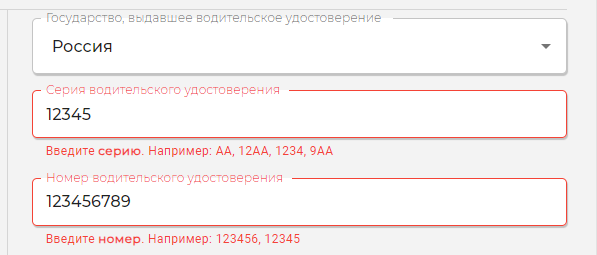 Государство, выдавшее водительское удостоверение
Россия
Серия водительского удостоверения
12345
Введите серию. Например: АА, 12АА, 1234, 9АА
Номер водительского удостоверения
123456789
Введите номер. Например: 123456, 12345